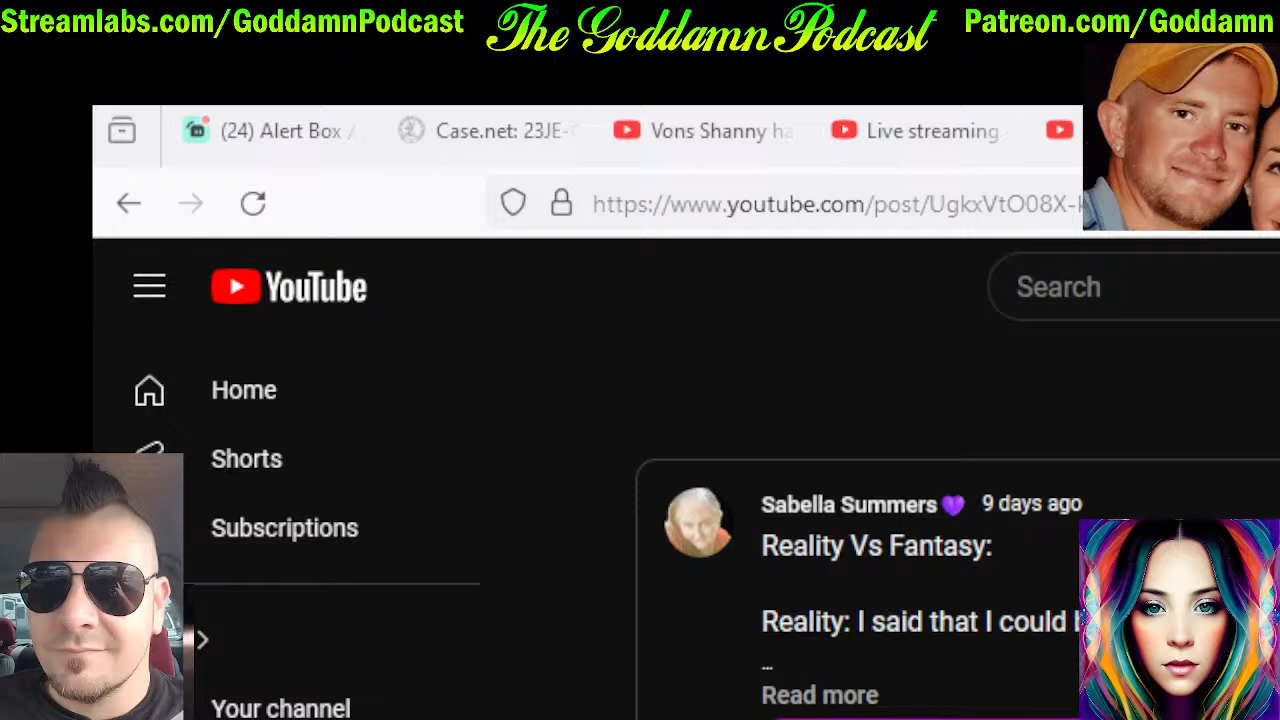 Streamlabs.com/GoddamnPodcast
The Goddamn Podcast
Patreon.com/Goddamn
(24) Alert Box /
Case.net: 23JE-
Vons Shanny ha
Live streaming
https://www.youtube.com/post/UgkxVtO08X-
YouTube
Search
Home
Shorts
Subscriptions
Sabella Summers💜 9 days ago
Reality Vs Fantasy:
Reality: I said that I could
...
Read more
Your channel